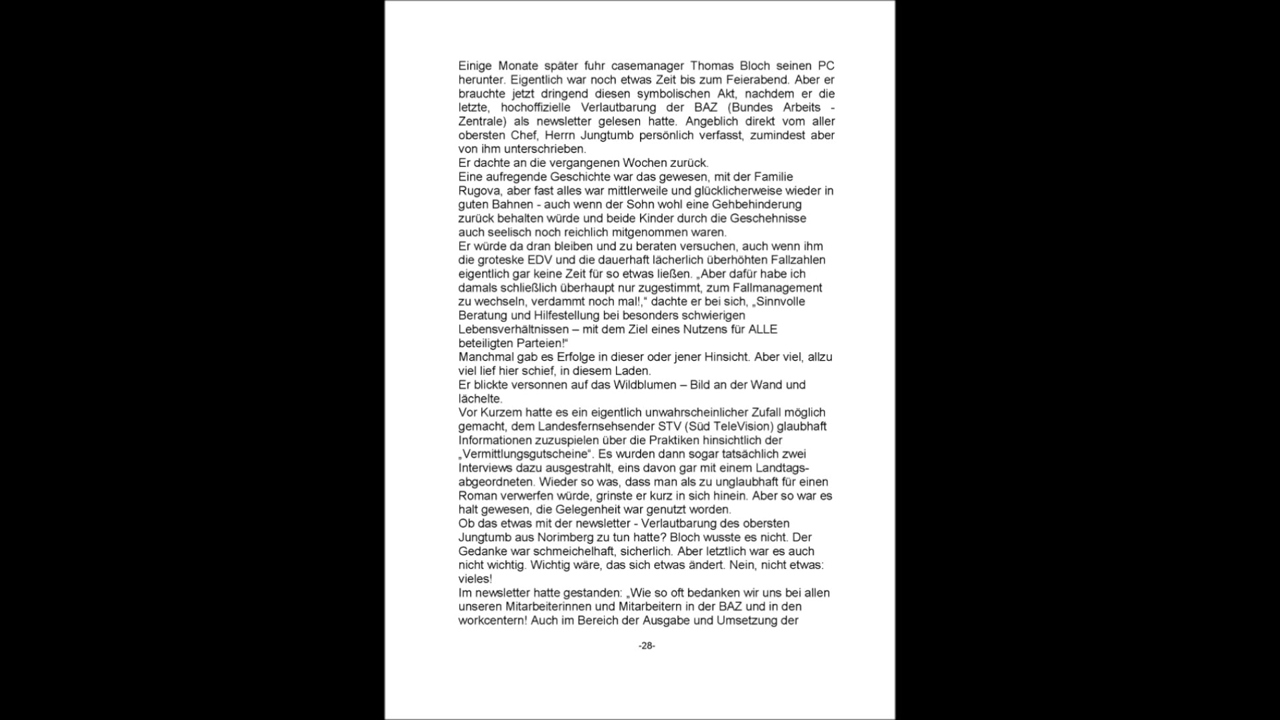 Einige Monate später fuhr casemanager Thomas Bloch seinen PC
herunter. Eigentlich war noch etwas Zeit bis zum Feierabend. Aber er
brauchte jetzt dringend diesen symbolischen Akt, nachdem er die
letzte, hochoffizielle Verlautbarung der BAZ (Bundes Arbeits -
Zentrale) als newsletter gelesen hatte. Angeblich direkt vom aller
obersten Chef, Herrn Jungtumb persönlich verfasst, zumindest aber
von ihm unterschrieben.
Er dachte an die vergangenen Wochen zurück.
Eine aufregende Geschichte war das gewesen, mit der Familie
Rugova, aber fast alles war mittlerweile und glücklicherweise wieder in
guten Bahnen - auch wenn der Sohn wohl eine Gehbehinderung
zurück behalten würde und beide Kinder durch die Geschehnisse
auch seelisch noch reichlich mitgenommen waren.
Er würde da dran bleiben und zu beraten versuchen, auch wenn ihm
die groteske EDV und die dauerhaft lächerlich überhöhten Fallzahlen
eigentlich gar keine Zeit für so etwas ließen. „Aber dafür habe ich
damals schließlich überhaupt nur zugestimmt, zum Fallmanagement
zu wechseln, verdammt noch mal!,“ dachte er bei sich, „Sinnvolle
Beratung und Hilfestellung bei besonders schwierigen
Lebensverhältnissen – mit dem Ziel eines Nutzens für ALLE
beteiligten Parteien!“
Manchmal gab es Erfolge in dieser oder jener Hinsicht. Aber viel, allzu
viel lief hier schief, in diesem Laden.
Er blickte versonnen auf das Wildblumen – Bild an der Wand und
lächelte.
Vor Kurzem hatte es ein eigentlich unwahrscheinlicher Zufall möglich
gemacht, dem Landesfernsehsender STV (Süd TeleVision) glaubhaft
Informationen zuzuspielen über die Praktiken hinsichtlich der
„Vermittlungsgutscheine“. Es wurden dann sogar tatsächlich zwei
Interviews dazu ausgestrahlt, eins davon gar mit einem Landtags-
abgeordneten. Wieder so was, dass man als zu unglaubhaft für einen
Roman verwerfen würde, grinste er kurz in sich hinein. Aber so war es
halt gewesen, die Gelegenheit war genutzt worden.
Ob das etwas mit der newsletter - Verlautbarung des obersten
Jungtumb aus Norimberg zu tun hatte? Bloch wusste es nicht. Der
Gedanke war schmeichelhaft, sicherlich. Aber letztlich war es auch
nicht wichtig. Wichtig wäre, das sich etwas ändert. Nein, nicht etwas:
vieles!
Im newsletter hatte gestanden: „Wie so oft bedanken wir uns bei allen
unseren Mitarbeiterinnen und Mitarbeitern in der BAZ und in den
workcentern! Auch im Bereich der Ausgabe und Umsetzung der
-28-